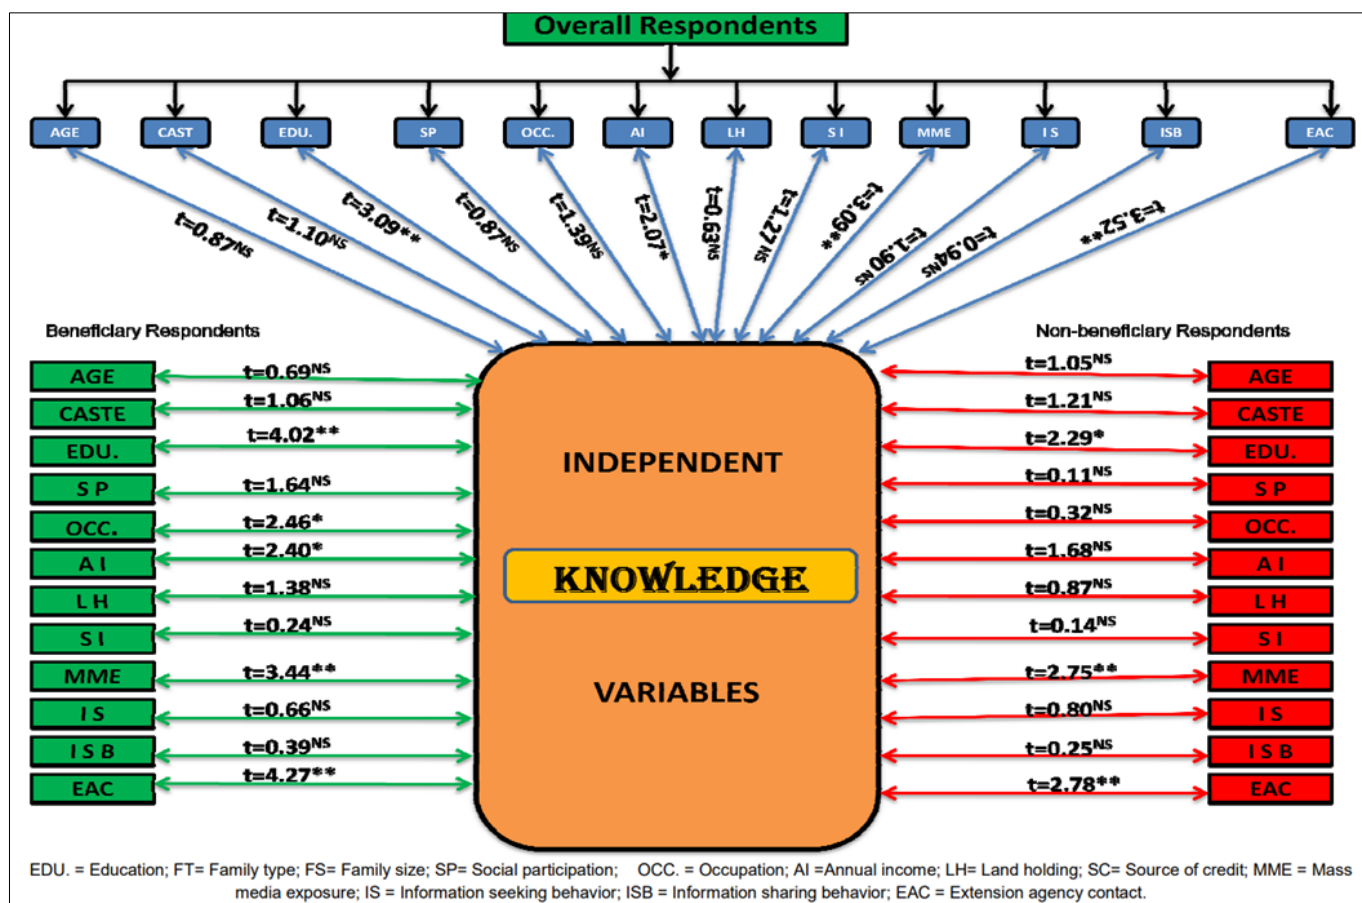 Overall Respondents
AGE CAST EDU. SP OCC. AI LH S I MME I S ISB EAC
t=0.87NS t=1.10NS t=3.09** t=0.87NS t=1.39NS t=2.07* t=0.63NS t=1.27 NS t=3.09** t=1.90 NS t=0.94NS t=3.52**
Beneficiary Respondents
AGE t=0.69NS
CASTE t=1.06NS
EDU. t=4.02**
S P t=1.64NS
OCC. t=2.46*
A I t=2.40*
L H t=1.38NS
S I t=0.24NS
MME t=3.44**
I S t=0.66NS
I S B t=0.39NS
EAC t=4.27**
INDEPENDENT
KNOWLEDGE
VARIABLES
Non-beneficiary Respondents
t=1.05NS AGE
t=1.21NS CASTE
t=2.29* EDU.
t=0.11NS S P
t=0.32NS OCC.
t=1.68NS A I
t=0.87NS L H
t=0.14NS S I
t=2.75** MME
t=0.80NS I S
t=0.25NS I S B
t=2.78** EAC
EDU. = Education; FT= Family type; FS= Family size; SP= Social participation; OCC. = Occupation; AI =Annual income; LH= Land holding; SC= Source of credit; MME = Mass
media exposure; IS = Information seeking behavior; ISB = Information sharing behavior; EAC = Extension agency contact.